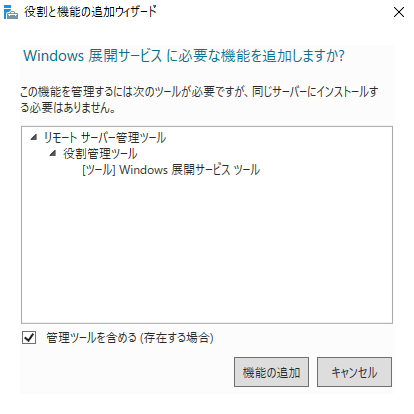 役割と機能の追加ウィザード
Windows 展開サービス に必要な機能を追加しますか?
この機能を管理するには次のツールが必要ですが、同じサーバーにインストールす
る必要はありません。
リモート サーバー管理ツール
役割管理ツール
[ツール] Windows 展開サービス ツール
管理ツールを含める (存在する場合)
機能の追加 キャンセル